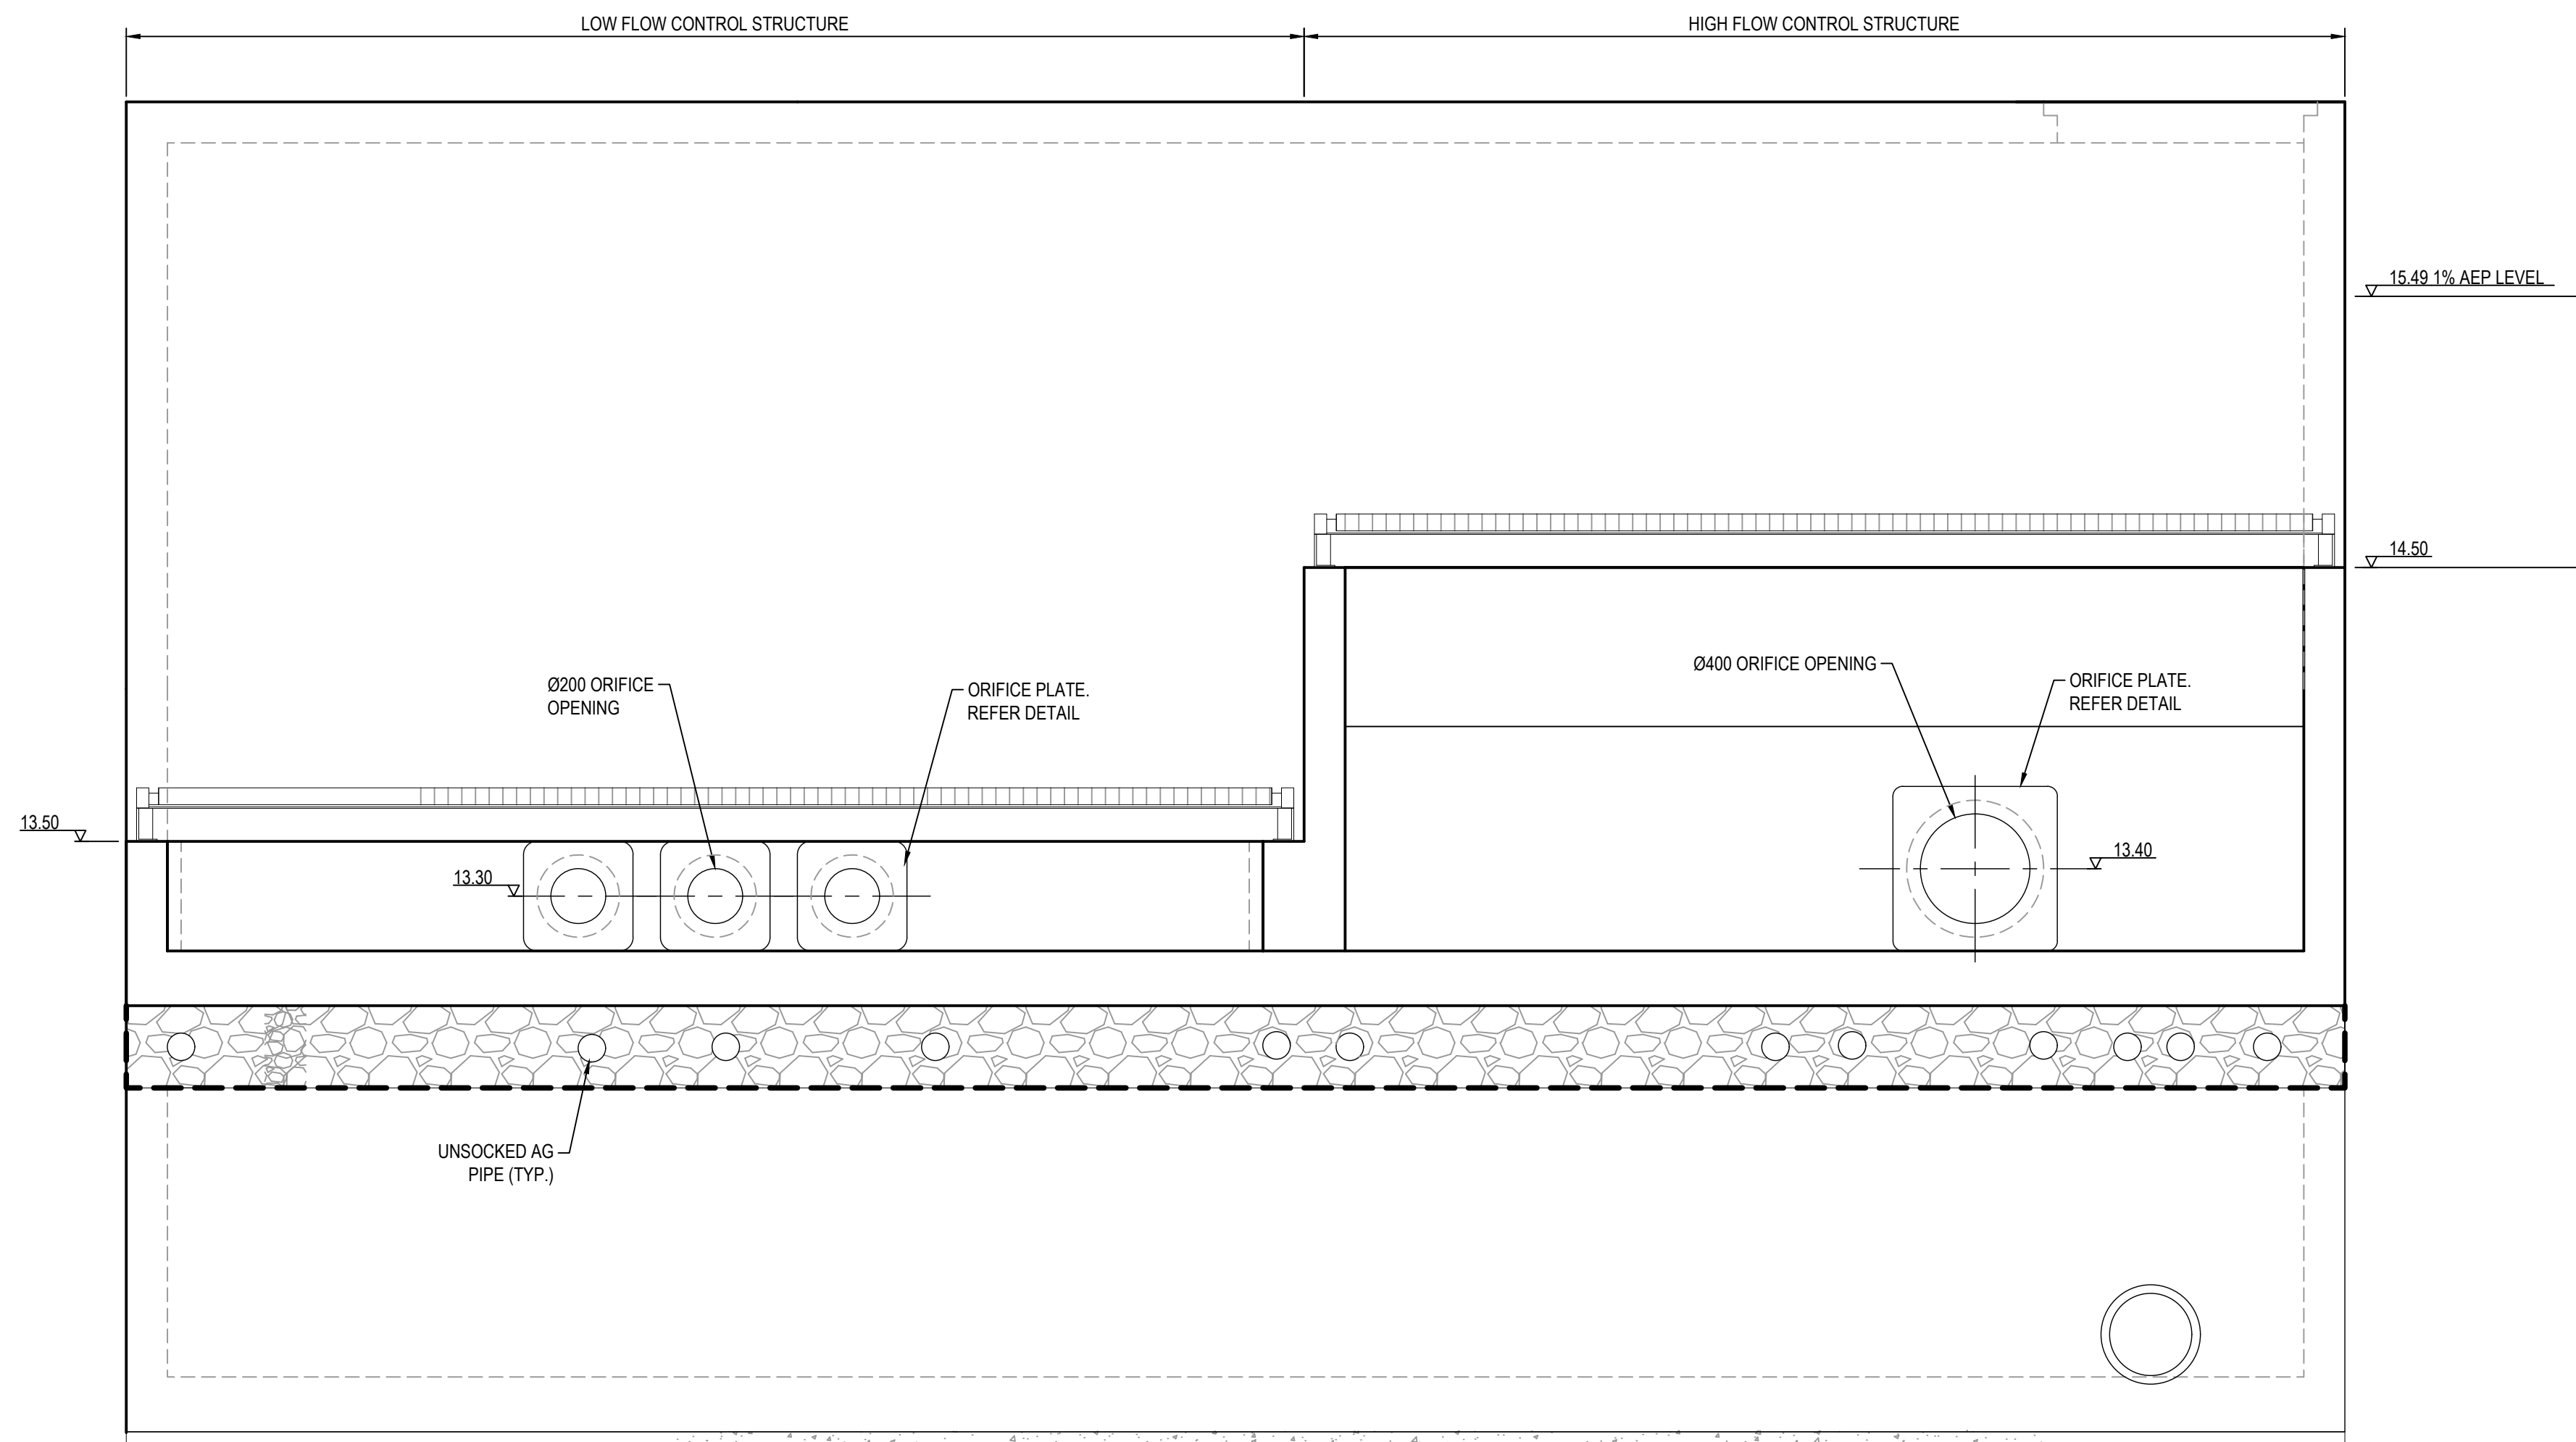 LOW FLOW CONTROL STRUCTURE
HIGH FLOW CONTROL STRUCTURE
15.49 1% AEP LEVEL
14.50
Ø400 ORIFICE OPENING
ORIFICE PLATE.
REFER DETAIL
Ø200 ORIFICE
OPENING
ORIFICE PLATE.
REFER DETAIL
13.50
13.40
13.30
UNSOCKED AG
PIPE (TYP.)